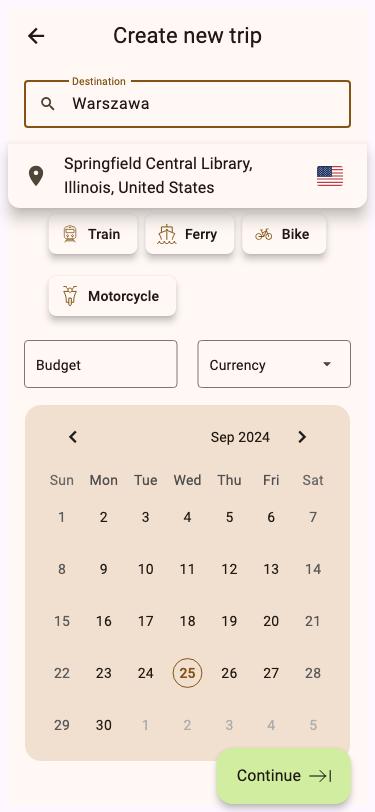 Create new trip
Destination
Warszawa
Springfield Central Library,
Illinois, United States
Train Ferry Bike
Motorcycle
Budget Currency
Sep 2024
Sun Mon Tue Wed Thu Fri Sat
1 2 3 4 5 6 7
8 9 10 11 12 13 14
15 16 17 18 19 20 21
22 23 24 25 26 27 28
29 30 1 2 3 4 5
Continue